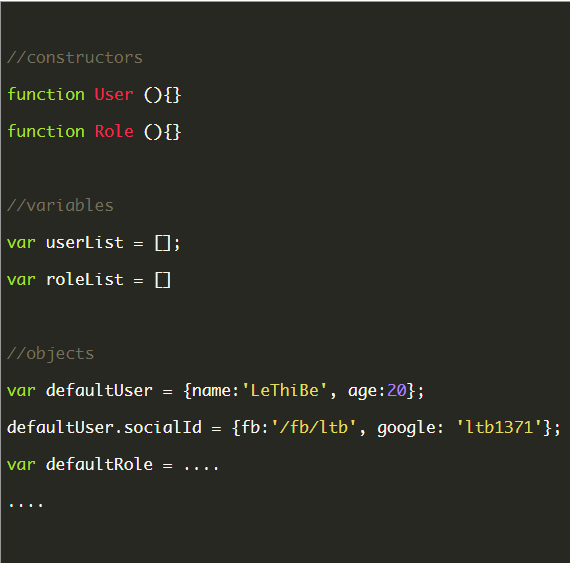 //constructors
function User (){}
function Role (){}
//variables
var userList = [];
var roleList = []
//objects
var defaultUser = {name:'LeThiBe', age:20};
defaultUser.socialId = {fb:'/fb/ltb', google: 'ltb1371'};
var defaultRole = ....
....